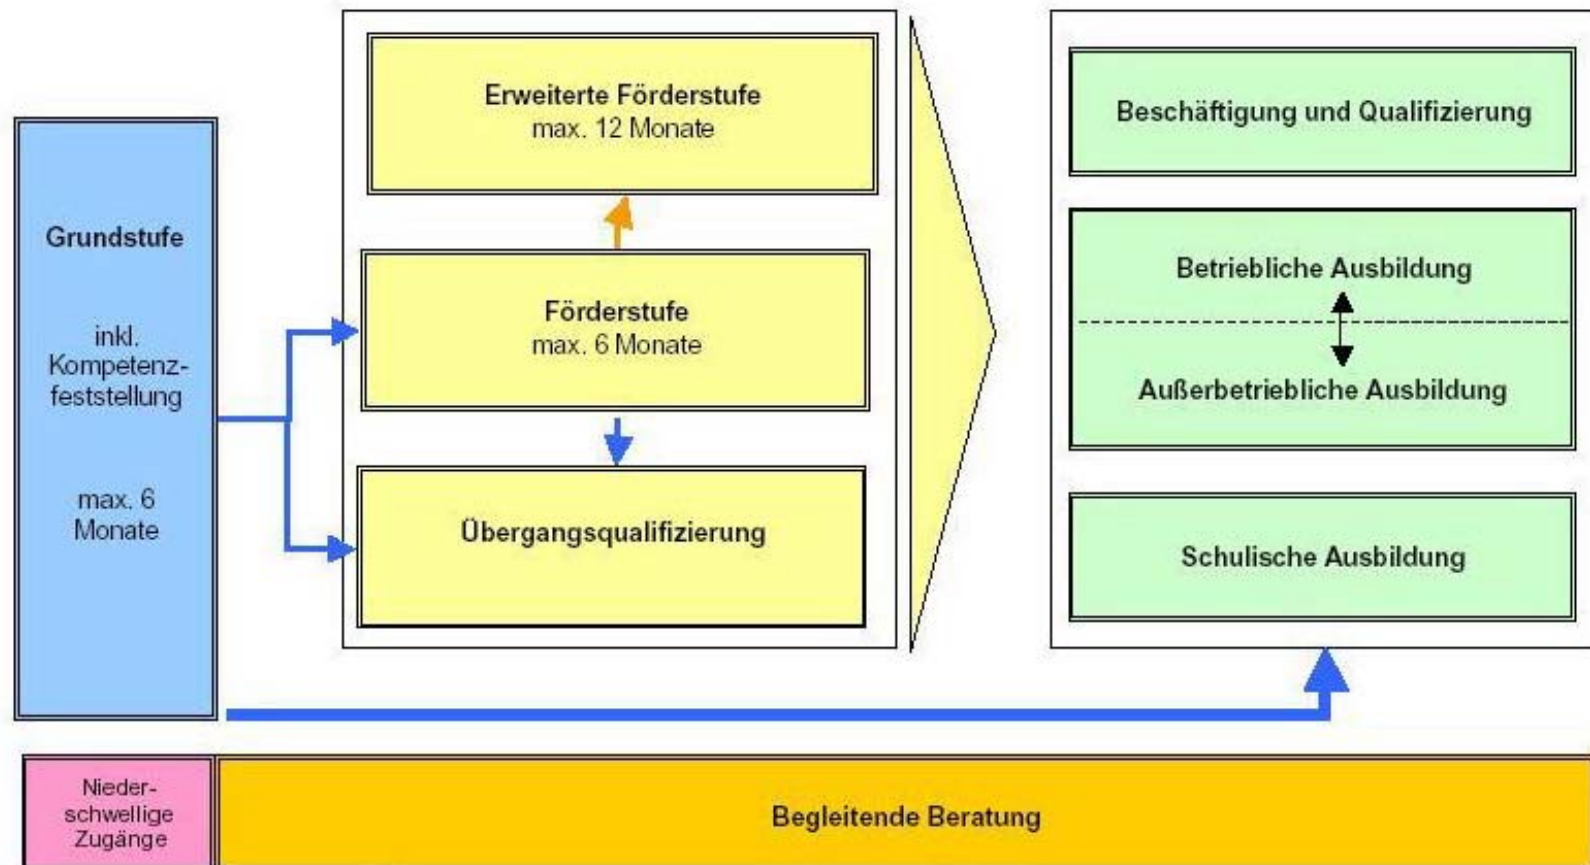 Grundstufe
inkl.
Kompetenz-
feststellung
max. 6
Monate
Erweiterte Förderstufe
max. 12 Monate
Förderstufe
max. 6 Monate
Übergangsqualifizierung
Beschäftigung und Qualifizierung
Betriebliche Ausbildung
Außerbetriebliche Ausbildung
Schulische Ausbildung
Nieder-
schwellige
Zugänge
Begleitende Beratung